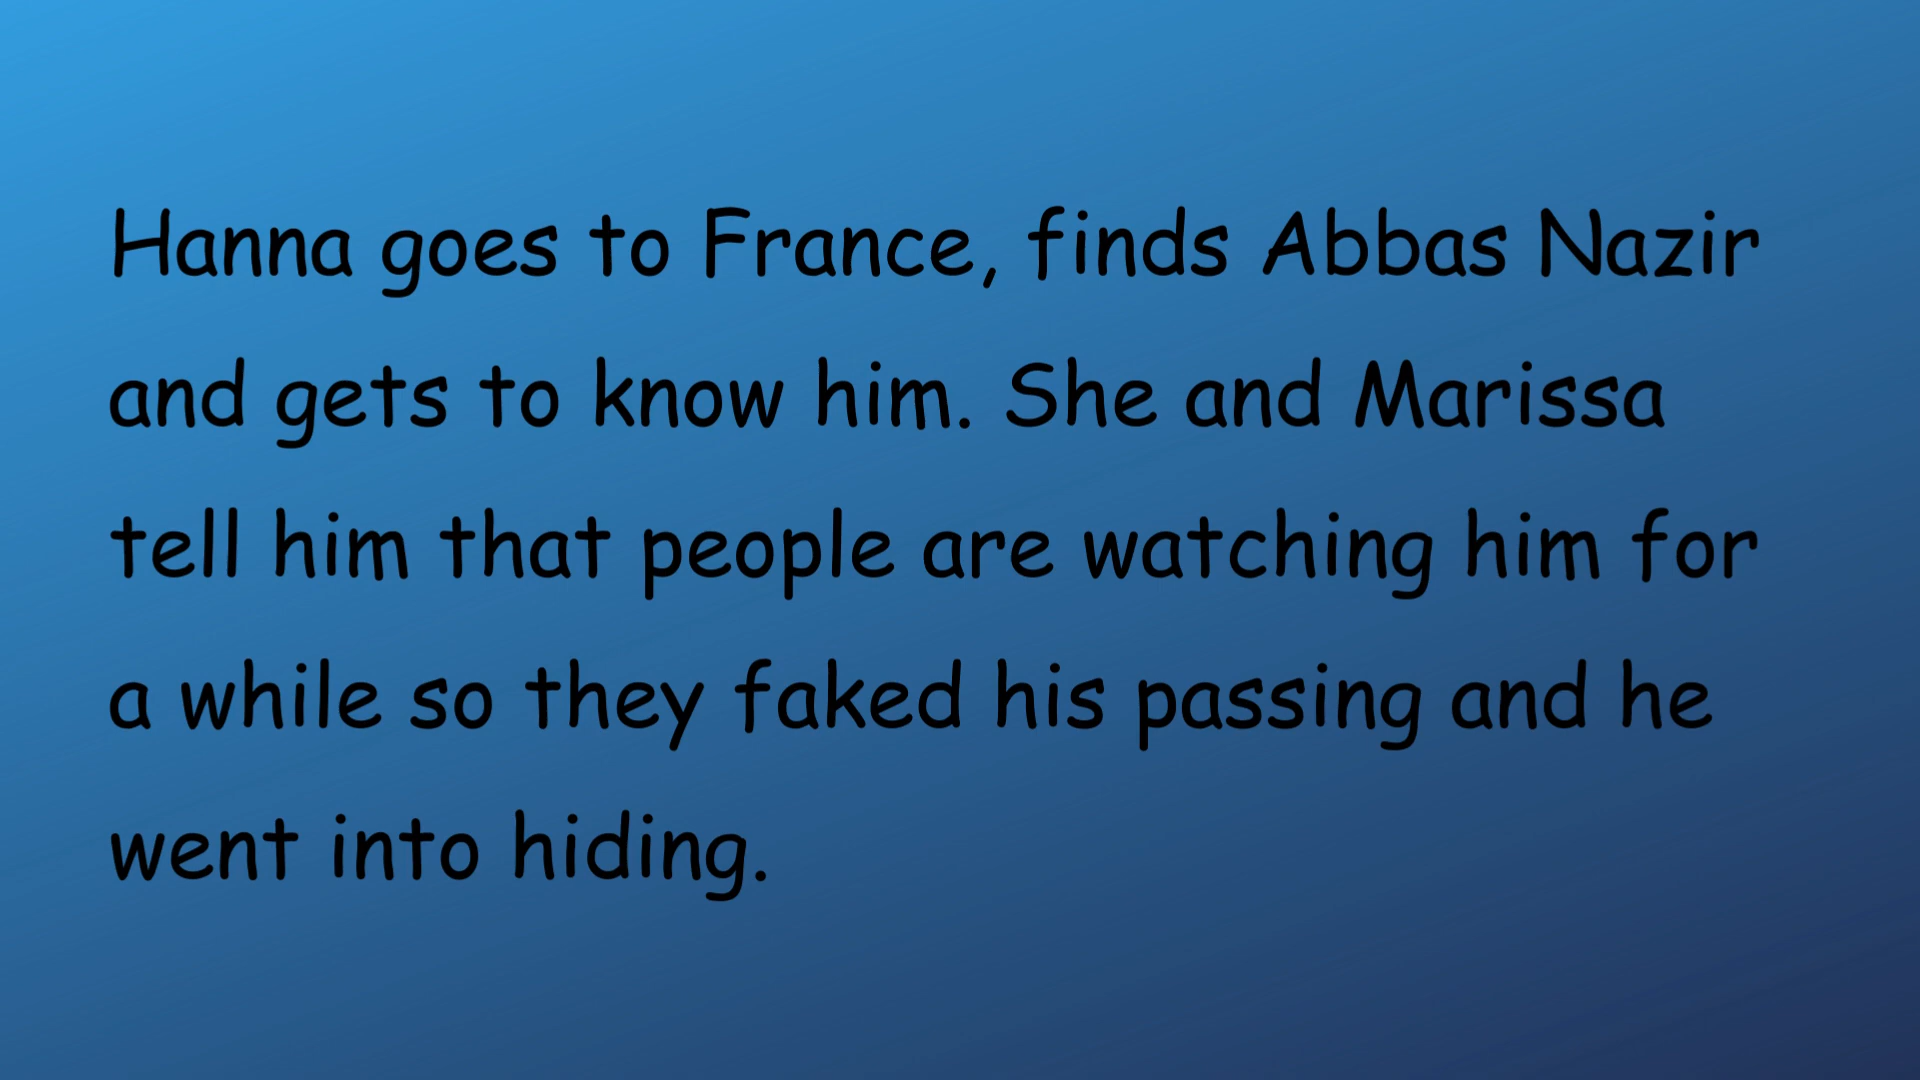 Hanna goes to France, finds Abbas Nazir
and gets to know him. She and Marissa
tell him that people are watching him for
a while so they faked his passing and he
went into hiding.